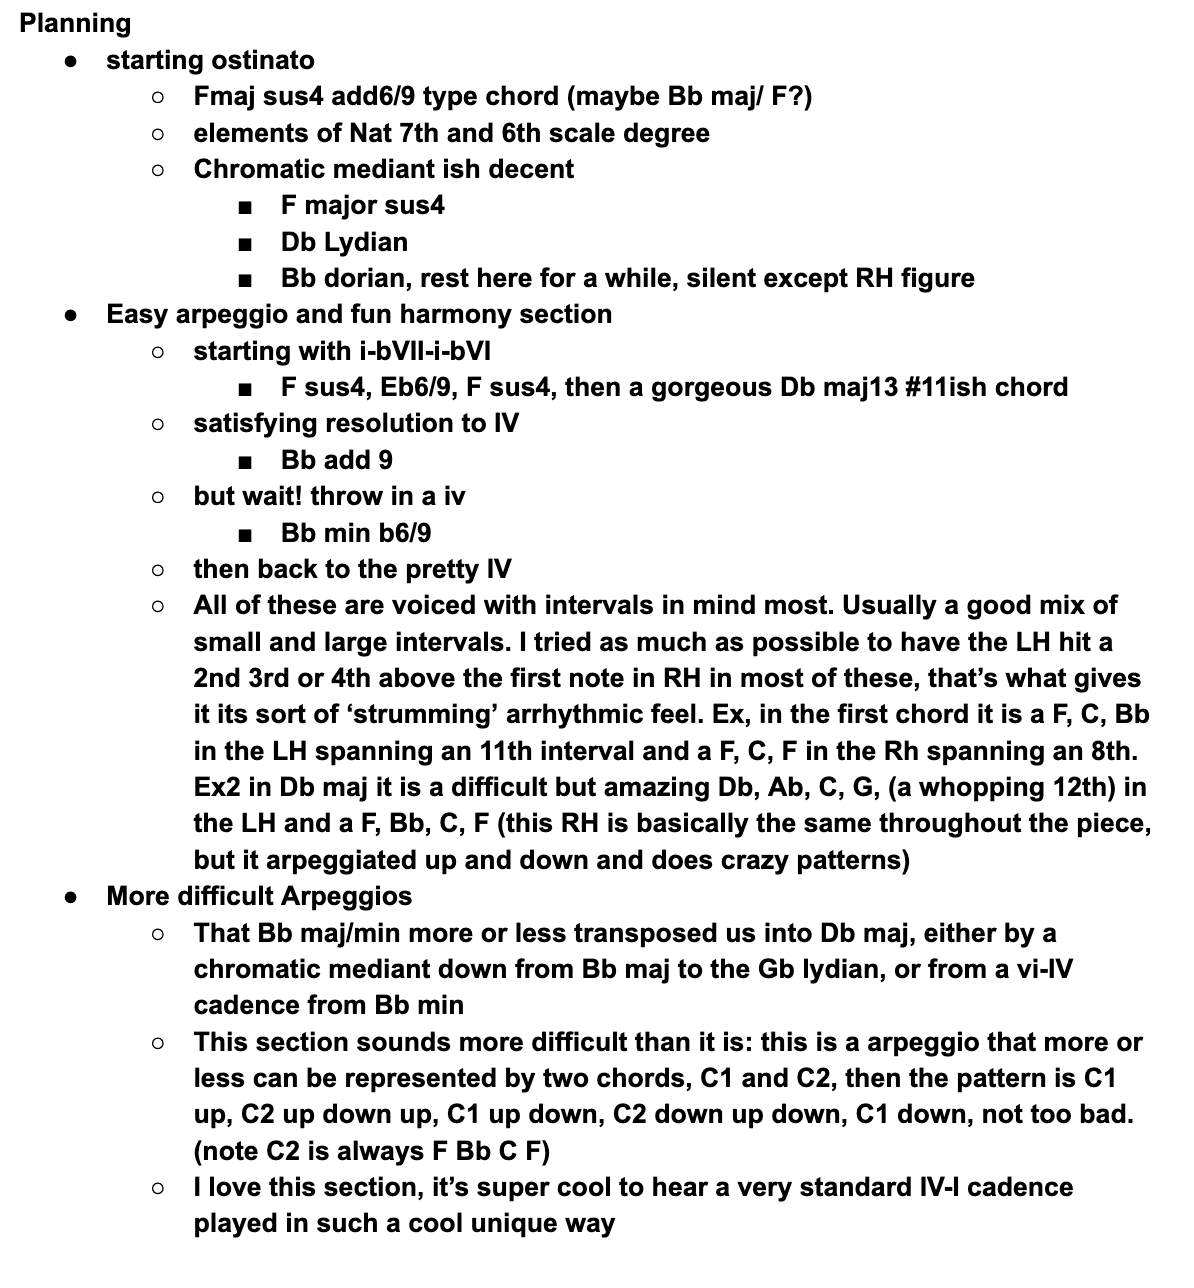 Planning
● starting ostinato
○ Fmaj sus4 add6/9 type chord (maybe Bb maj/ F?)
○ elements of Nat 7th and 6th scale degree
○ Chromatic mediant ish decent
■ F major sus4
■ Db Lydian
■ Bb dorian, rest here for a while, silent except RH figure
● Easy arpeggio and fun harmony section
○ starting with i-bVII-i-bVI
■ F sus4, Eb6/9, F sus4, then a gorgeous Db maj13 #11ish chord
○ satisfying resolution to IV
■ Bb add 9
○ but wait! throw in a iv
■ Bb min b6/9
○ then back to the pretty IV
○ All of these are voiced with intervals in mind most. Usually a good mix of
small and large intervals. I tried as much as possible to have the LH hit a
2nd 3rd or 4th above the first note in RH in most of these, that’s what gives
it its sort of ‘strumming’ arrhythmic feel. Ex, in the first chord it is a F, C, Bb
in the LH spanning an 11th interval and a F, C, F in the Rh spanning an 8th.
Ex2 in Db maj it is a difficult but amazing Db, Ab, C, G, (a whopping 12th) in
the LH and a F, Bb, C, F (this RH is basically the same throughout the piece,
but it arpeggiated up and down and does crazy patterns)
● More difficult Arpeggios
○ That Bb maj/min more or less transposed us into Db maj, either by a
chromatic mediant down from Bb maj to the Gb lydian, or from a vi-IV
cadence from Bb min
○ This section sounds more difficult than it is: this is a arpeggio that more or
less can be represented by two chords, C1 and C2, then the pattern is C1
up, C2 up down up, C1 up down, C2 down up down, C1 down, not too bad.
(note C2 is always F Bb C F)
○ I love this section, it’s super cool to hear a very standard IV-I cadence
played in such a cool unique way